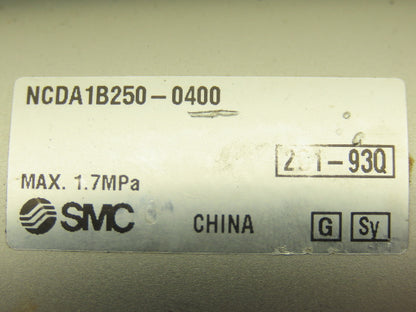 NCDA1B250-0400
MAX. 1.7MPa
SMC CHINA G Sy